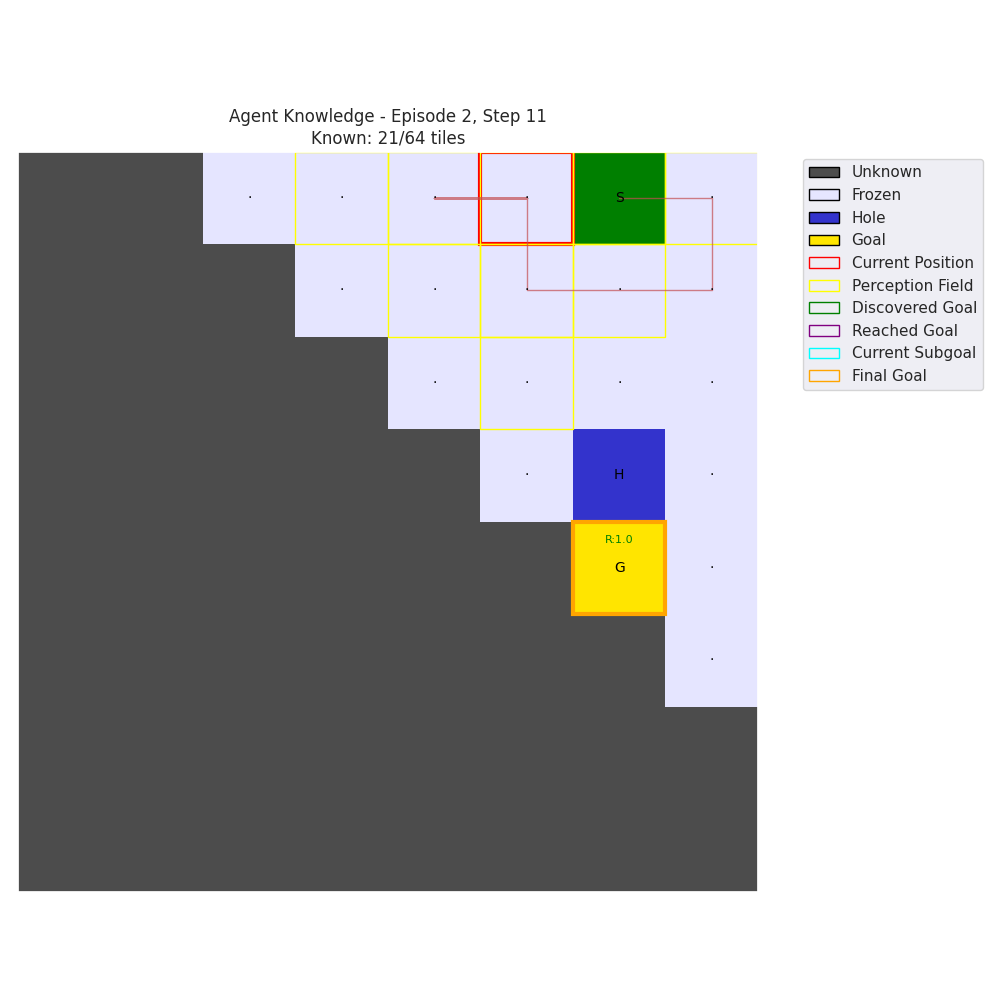 Agent Knowledge - Episode 2, Step 11
Known: 21/64 tiles
. . . . S .
. . . . .
. . . .
. H .
R:1.0
G .
.
Unknown
Frozen
Hole
Goal
Current Position
Perception Field
Discovered Goal
Reached Goal
Current Subgoal
Final Goal